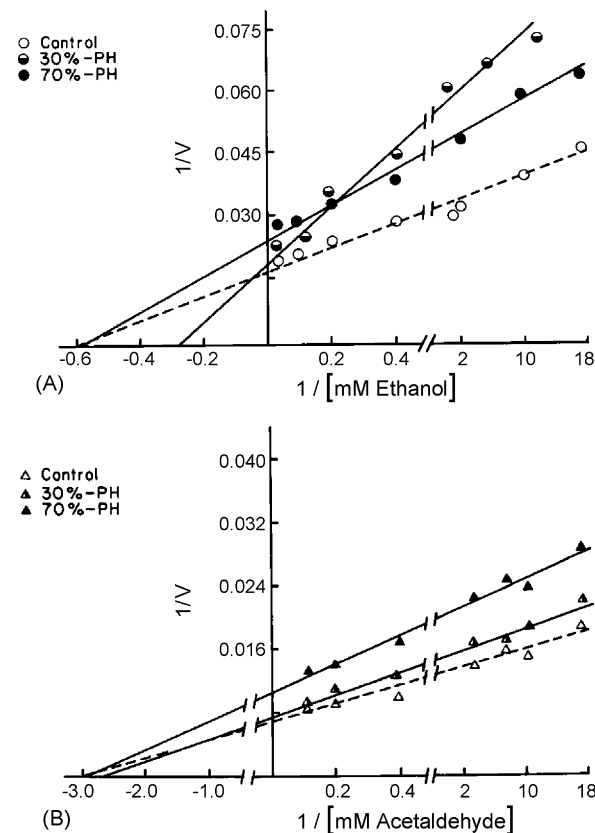 Control
30%-PH
70%-PH
1/V
0.075
0.060
0.045
0.030
-0.6
-0.4
-0.2
0.2
0.4
2
10
18
(A)
1 / [mM Ethanol]
Control
30%-PH
70%-PH
1/V
0.040
0.032
0.024
0.016
-3.0
-2.0
-1.0
0.2
0.4
2
10
18
(B)
1 / [mM Acetaldehyde]